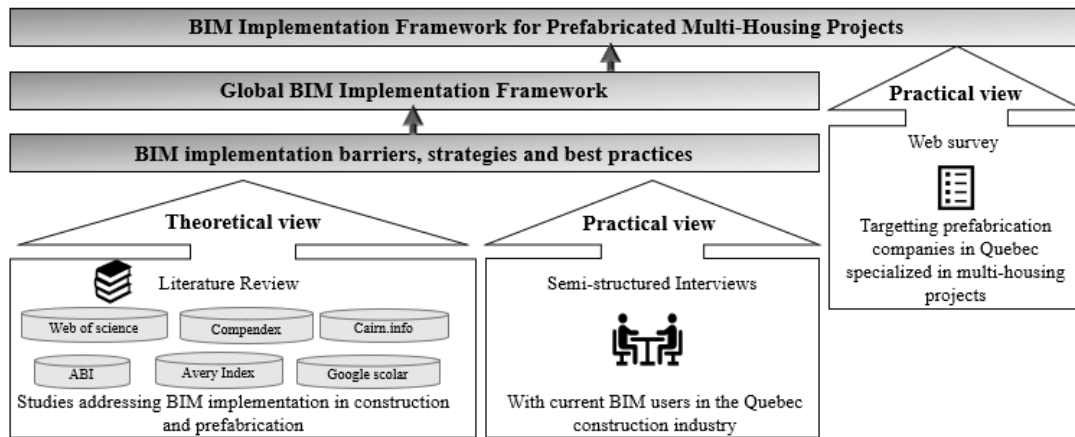 BIM Implementation Framework for Prefabricated Multi-Housing Projects
Global BIM Implementation Framework
BIM implementation barriers, strategies and best practices
Theoretical view
Literature Review
Web of science
Compendex
Cairn.info
ABI
Avery Index
Google scolar
Studies addressing BIM implementation in construction
and prefabrication
Practical view
Semi-structured Interviews
With current BIM users in the Quebec
construction industry
Practical view
Web survey
Targetting prefabrication
companies in Quebec
specialized in multi-housing
projects